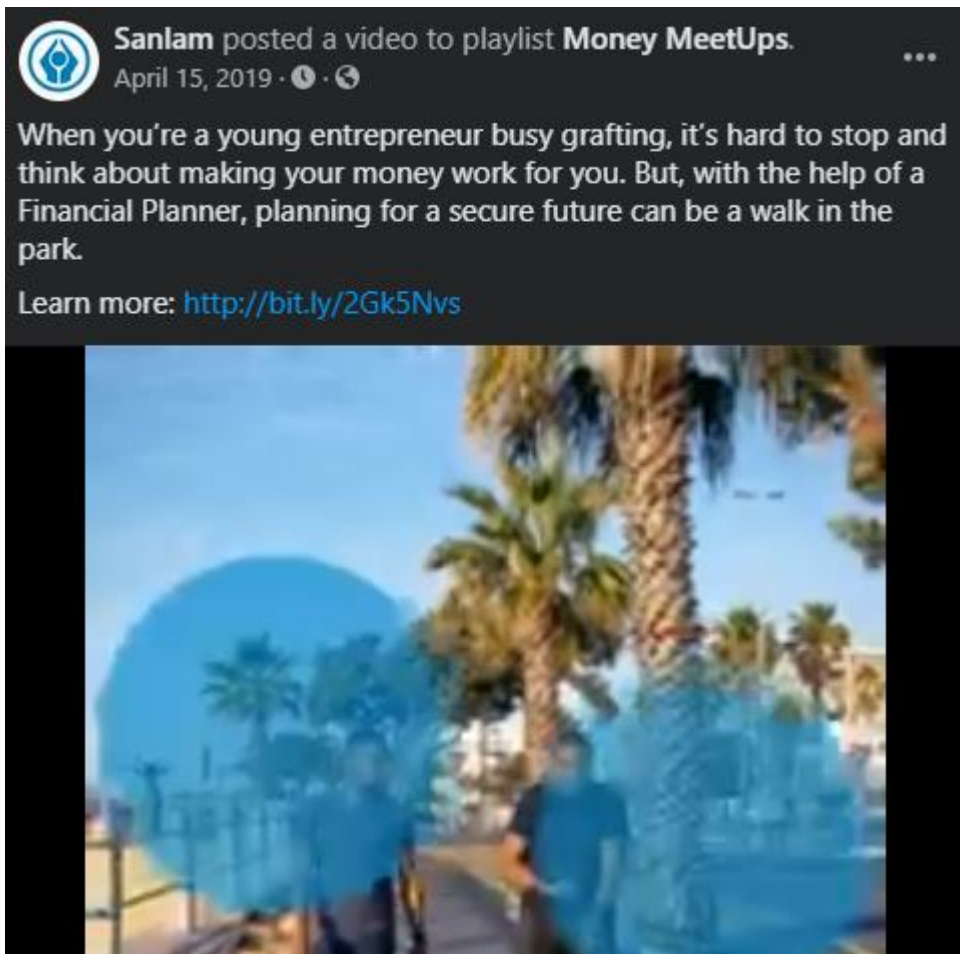 Sanlam posted a video to playlist Money MeetUps.
April 15, 2019 ·  ·
When you're a young entrepreneur busy grafting, it's hard to stop and
think about making your money work for you. But, with the help of a
Financial Planner, planning for a secure future can be a walk in the
park.
Learn more: http://bit.ly/2Gk5Nvs